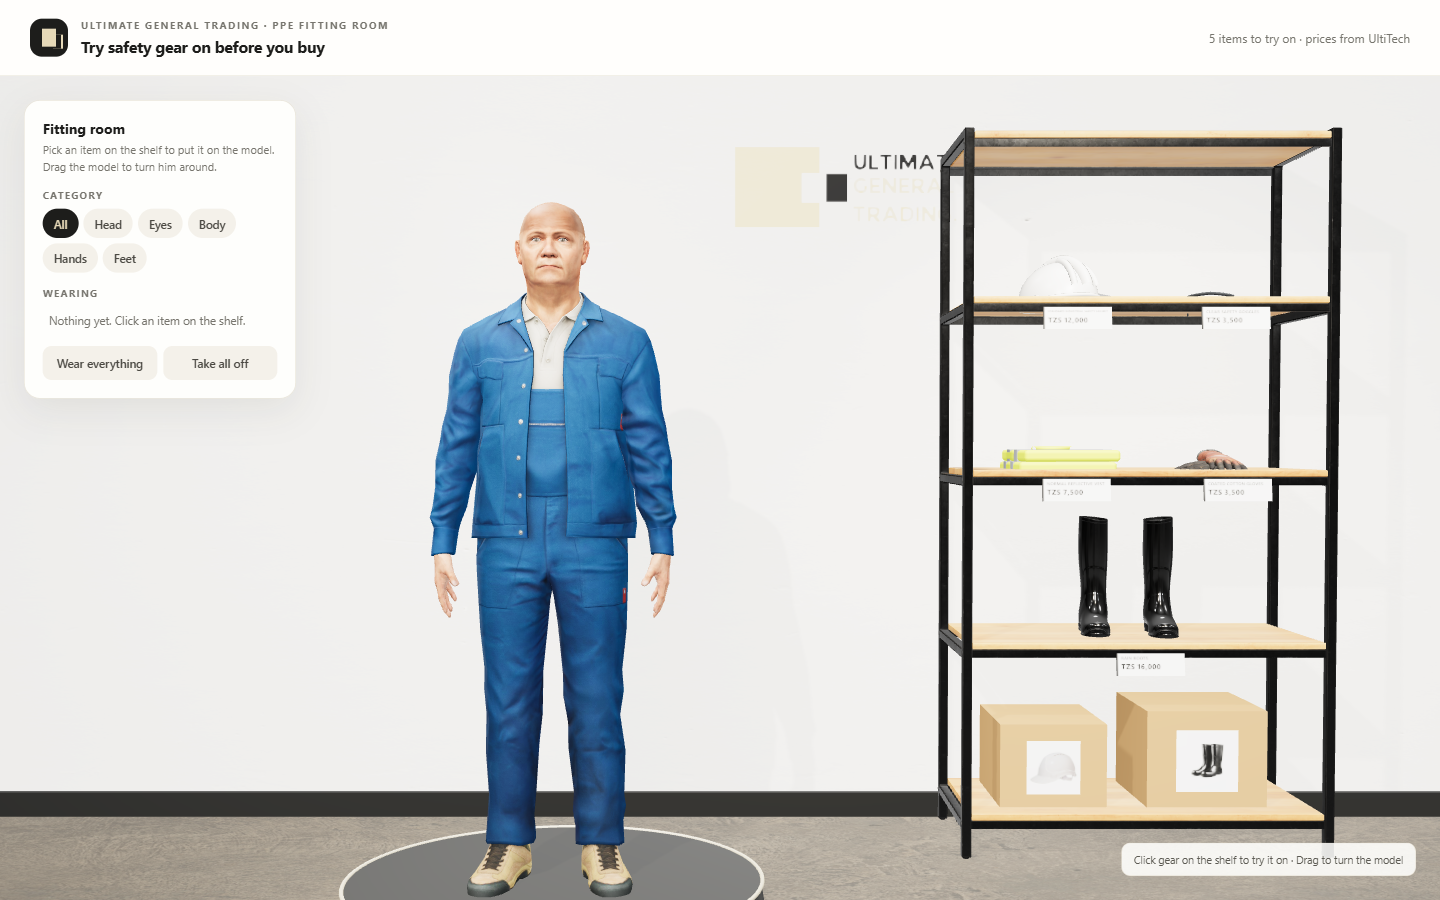 ULTIMATE GENERAL TRADING · PPE FITTING ROOM
Try safety gear on before you buy
5 items to try on · prices from UltiTech
Fitting room
Pick an item on the shelf to put it on the model.
Drag the model to turn him around.
CATEGORY
All
Head
Eyes
Body
Hands
Feet
WEARING
Nothing yet. Click an item on the shelf.
Wear everything
Take all off
ULTIMAT
GENERA
TRADING
TZS 12,000
TZS 3,500
TZS 7,500
TZS 3,500
TZS 16,000
Click gear on the shelf to try it on · Drag to turn the model